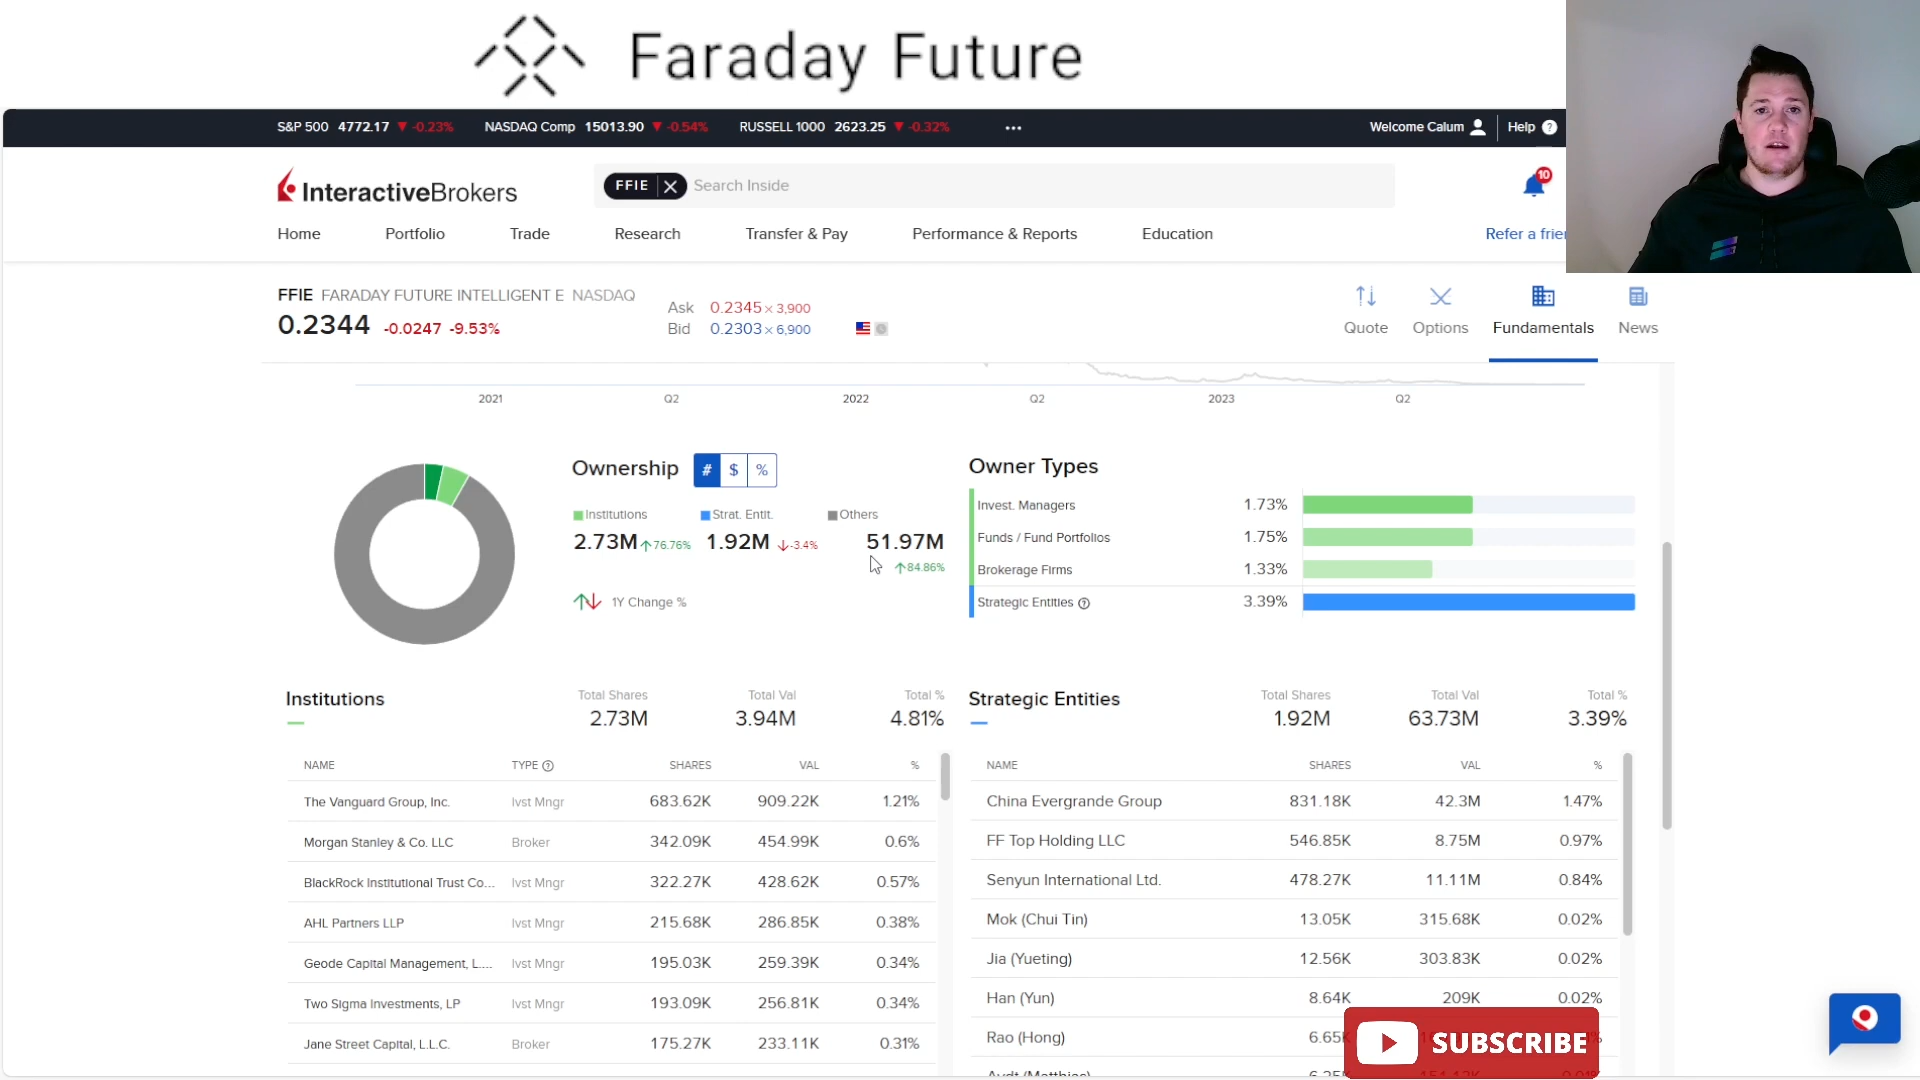 Faraday Future
S&P 500 4772.17 ▼ -0.23% NASDAQ Comp 15013.90 ▼ -0.54% RUSSELL 1000 2623.25 ▼ -0.32% ••• Welcome Calum Help ?
InteractiveBrokers FFIE Search Inside 10
Home Portfolio Trade Research Transfer & Pay Performance & Reports Education Refer a frie
FFIE FARADAY FUTURE INTELLIGENT E NASDAQ
0.2344 -0.0247 -9.53%
Ask 0.2345 × 3,900
Bid 0.2303 × 6,900
Quote Options Fundamentals News
2021 Q2 2022 Q2 2023 Q2
Ownership # $ %
Institutions Strat. Entit. Others
2.73M ↑76.76% 1.92M ↓-3.4% 51.97M
↑84.86%
↑↓ 1Y Change %
Owner Types
Invest. Managers 1.73%
Funds / Fund Portfolios 1.75%
Brokerage Firms 1.33%
Strategic Entities ? 3.39%
Institutions Total Shares Total Val Total %
2.73M 3.94M 4.81%
NAME TYPE ? SHARES VAL %
The Vanguard Group, Inc. Ivst Mngr 683.62K 909.22K 1.21%
Morgan Stanley & Co. LLC Broker 342.09K 454.99K 0.6%
BlackRock Institutional Trust Co... Ivst Mngr 322.27K 428.62K 0.57%
AHL Partners LLP Ivst Mngr 215.68K 286.85K 0.38%
Geode Capital Management, L.... Ivst Mngr 195.03K 259.39K 0.34%
Two Sigma Investments, LP Ivst Mngr 193.09K 256.81K 0.34%
Jane Street Capital, L.L.C. Broker 175.27K 233.11K 0.31%
Strategic Entities Total Shares Total Val Total %
1.92M 63.73M 3.39%
NAME SHARES VAL %
China Evergrande Group 831.18K 42.3M 1.47%
FF Top Holding LLC 546.85K 8.75M 0.97%
Senyun International Ltd. 478.27K 11.11M 0.84%
Mok (Chui Tin) 13.05K 315.68K 0.02%
Jia (Yueting) 12.56K 303.83K 0.02%
Han (Yun) 8.64K 209K 0.02%
Rao (Hong) 6.65K
SUBSCRIBE